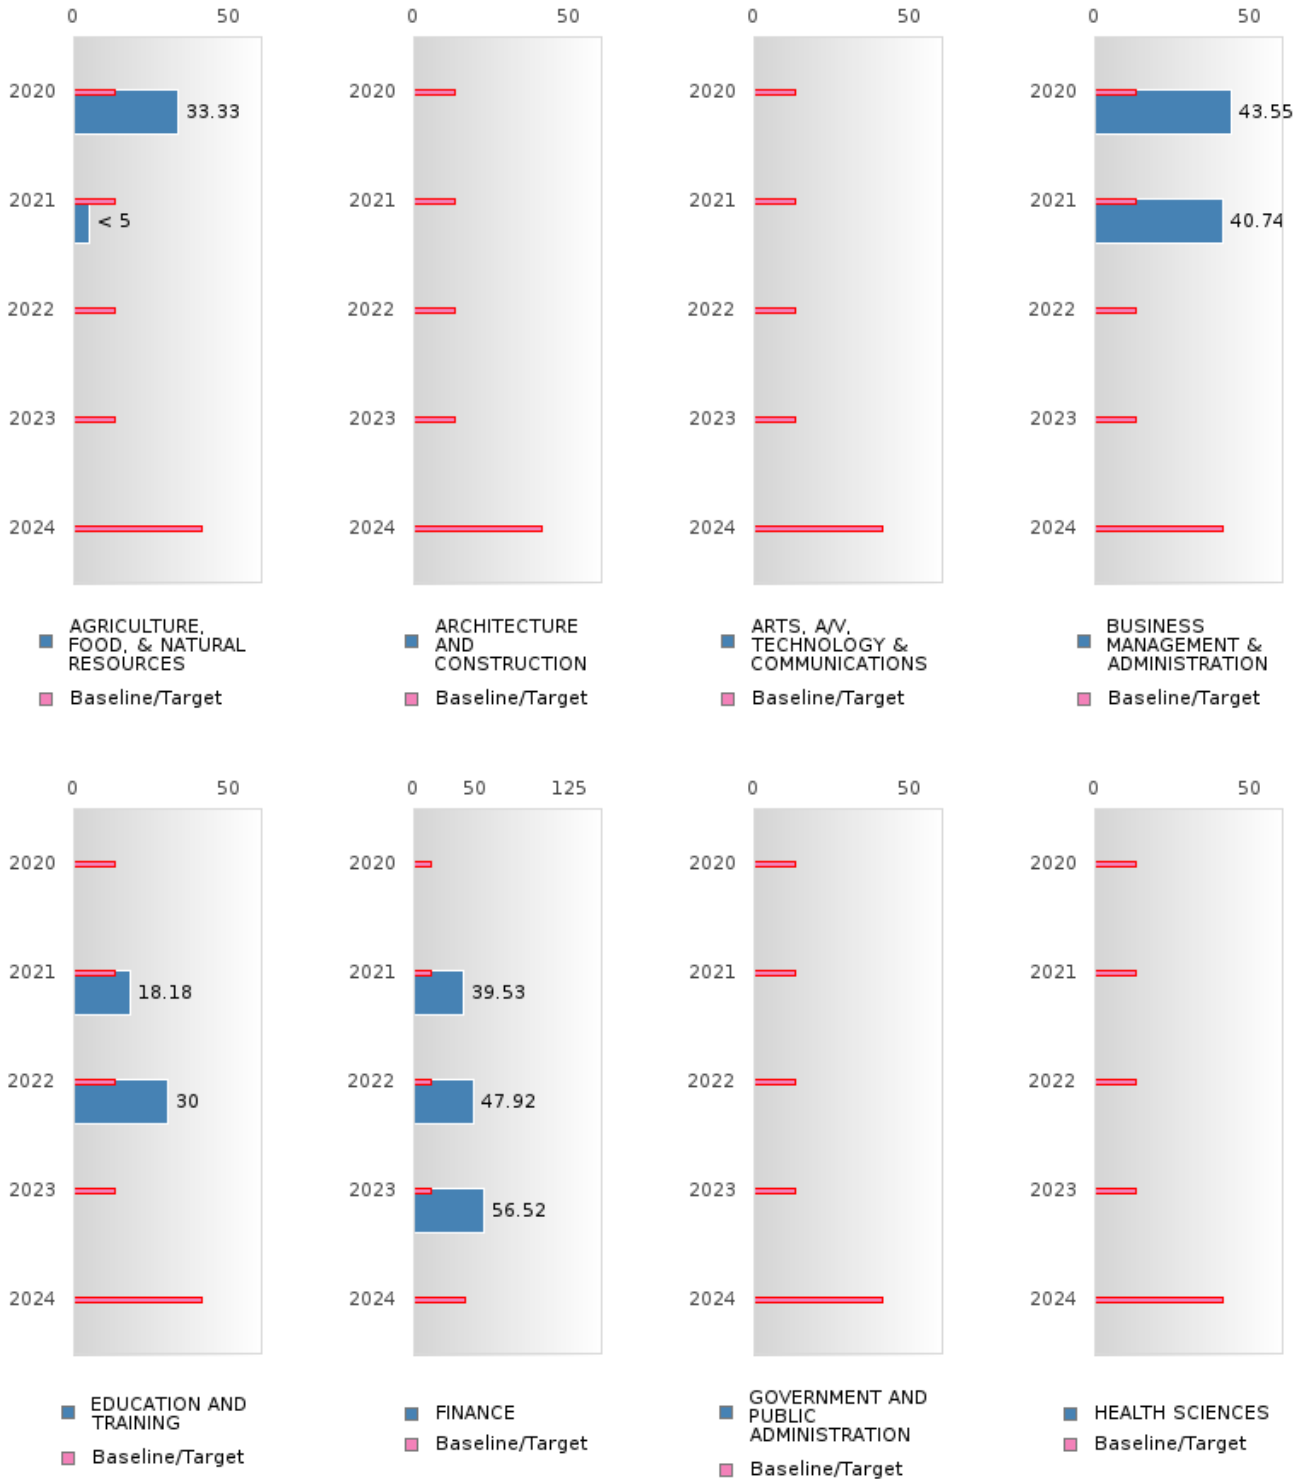 0 50 0 50 0 50 0 50
2020 33.33 2020 2020 2020 43.55
2021 < 5 2021 2021 2021 40.74
2022 2022 2022 2022
2023 2023 2023 2023
2024 2024 2024 2024
AGRICULTURE,
FOOD, & NATURAL
RESOURCES
Baseline/Target
ARCHITECTURE
AND
CONSTRUCTION
Baseline/Target
ARTS, A/V,
TECHNOLOGY &
COMMUNICATIONS
Baseline/Target
BUSINESS
MANAGEMENT &
ADMINISTRATION
Baseline/Target
0 50 0 50 125 0 50 0 50
2020 2020 2020 2020
2021 18.18 2021 39.53 2021 2021
2022 30 2022 47.92 2022 2022
2023 2023 56.52 2023 2023
2024 2024 2024 2024
EDUCATION AND
TRAINING
Baseline/Target
FINANCE
Baseline/Target
GOVERNMENT AND
PUBLIC
ADMINISTRATION
Baseline/Target
HEALTH SCIENCES
Baseline/Target